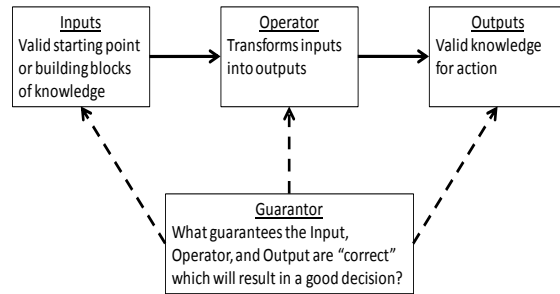 Inputs
Valid starting point
or building blocks
of knowledge
Operator
Transforms inputs
into outputs
Outputs
Valid knowledge
for action
Guarantor
What guarantees the Input,
Operator, and Output are “correct”
which will result in a good decision?